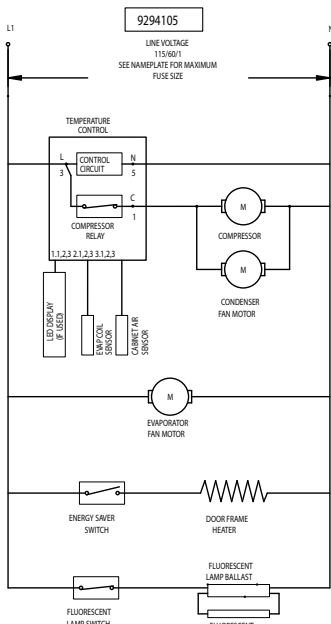 9294105
L1
N
LINE VOLTAGE
115/60/1
SEE NAMEPLATE FOR MAXIMUM
FUSE SIZE
TEMPERATURE
CONTROL
L
CONTROL
CIRCUIT
N
3
5
C
COMPRESSOR
RELAY
1
1.1,2,3 2.1,2,3 3.1,2,3
M
COMPRESSOR
M
CONDENSER
FAN MOTOR
LED DISPLAY
(IF USED)
EVAP COIL
SENSOR
CABINET AIR
SENSOR
M
EVAPORATOR
FAN MOTOR
ENERGY SAVER
SWITCH
DOOR FRAME
HEATER
FLUORESCENT
LAMP BALLAST
FLUORESCENT
LAMP SWITCH
FLUORESCENT